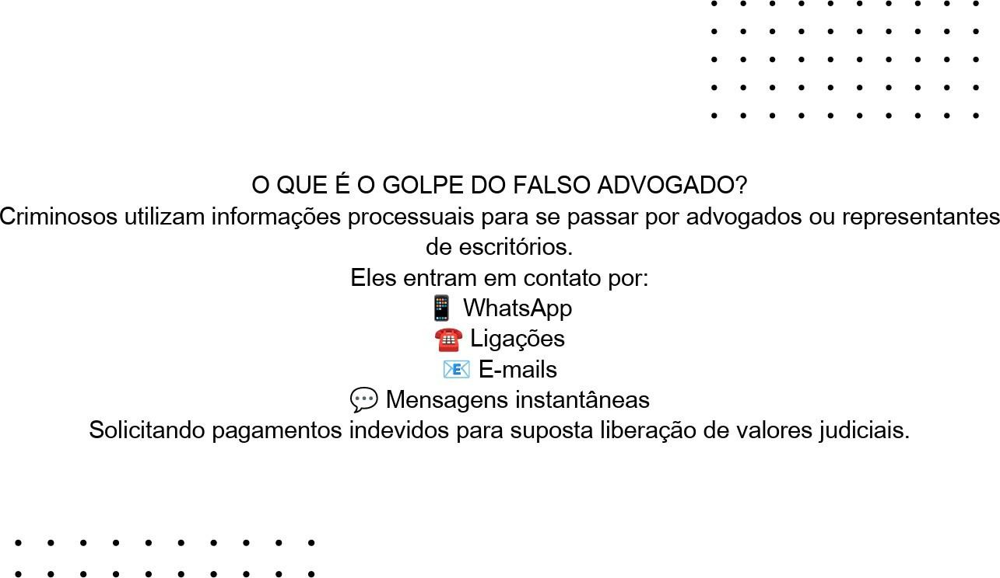 O QUE É O GOLPE DO FALSO ADVOGADO?
Criminosos utilizam informações processuais para se passar por advogados ou representantes
de escritórios.
Eles entram em contato por:
📱 WhatsApp
☎️ Ligações
📧 E-mails
💬 Mensagens instantâneas
Solicitando pagamentos indevidos para suposta liberação de valores judiciais.